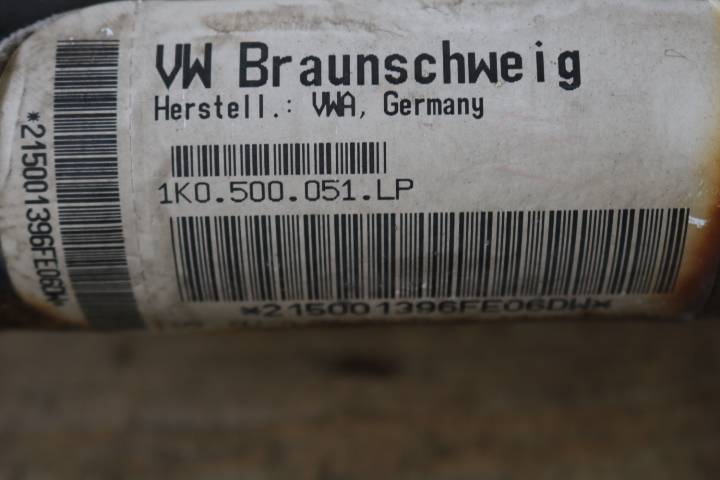 VW Braunschweig
Herstell.: VWA, Germany
1K0.500.051.LP
*215001396FE06DW*
*215001396FE06DW*